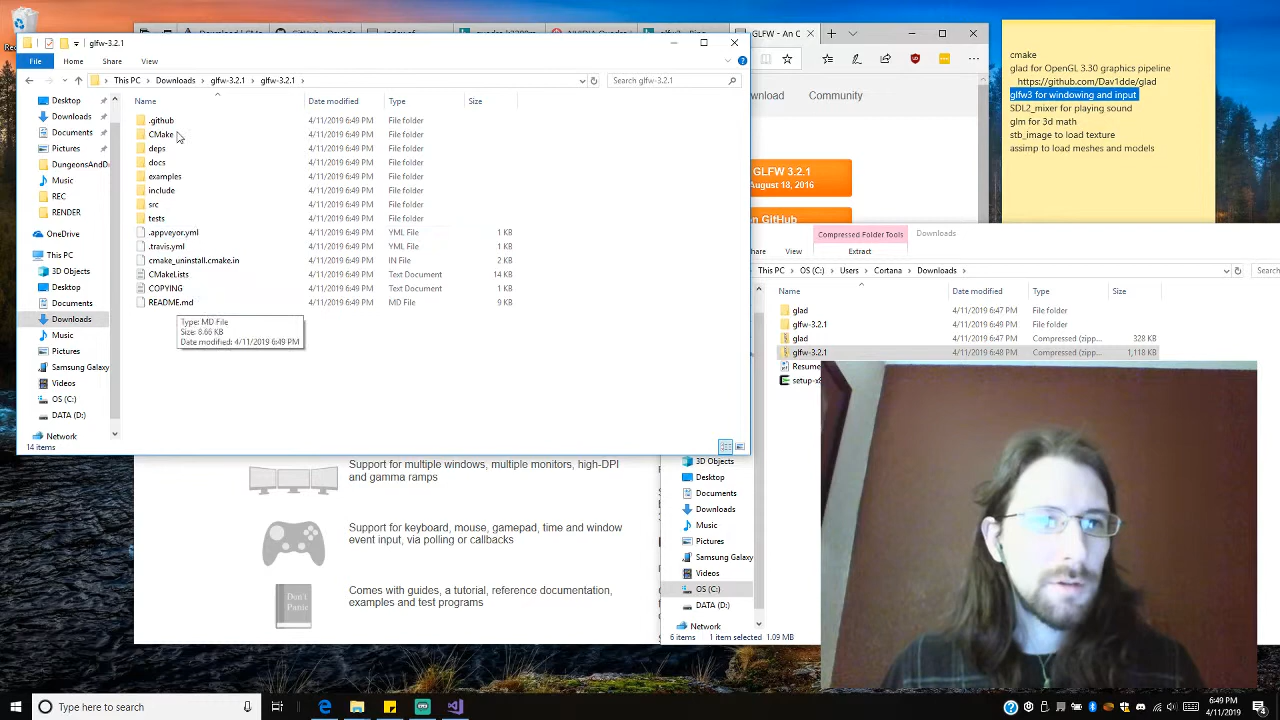 glfw-3.2.1
File Home Share View
This PC > Downloads > glfw-3.2.1 > glfw-3.2.1 >
Search glfw-3.2.1
Name Date modified Type Size
.github 4/11/2019 6:49 PM File folder
CMake 4/11/2019 6:49 PM File folder
deps 4/11/2019 6:49 PM File folder
docs 4/11/2019 6:49 PM File folder
examples 4/11/2019 6:49 PM File folder
include 4/11/2019 6:49 PM File folder
src 4/11/2019 6:49 PM File folder
tests 4/11/2019 6:49 PM File folder
.appveyor.yml 4/11/2019 6:49 PM YML File 1 KB
.travis.yml 4/11/2019 6:49 PM YML File 1 KB
cmake_uninstall.cmake.in 4/11/2019 6:49 PM IN File 2 KB
CMakeLists 4/11/2019 6:49 PM Text Document 14 KB
COPYING 4/11/2019 6:49 PM Text Document 1 KB
README.md 4/11/2019 6:49 PM MD File 9 KB
Type: MD File
Size: 8.66 KB
Date modified: 4/11/2019 6:49 PM
Desktop
Downloads
Documents
Pictures
DungeonsAndDr
Music
REC
RENDER
OneDrive
This PC
3D Objects
Desktop
Documents
Downloads
Music
Pictures
Samsung Galaxy
Videos
OS (C:)
DATA (D:)
Network
14 items
GLFW - An O
Community
GLFW 3.2.1
August 18, 2016
on GitHub
cmake
glad for OpenGL 3.30 graphics pipeline
https://github.com/Dav1dde/glad
glfw3 for windowing and input
SDL2_mixer for playing sound
glm for 3d math
stb_image to load texture
assimp to load meshes and models
Compressed Folder Tools Downloads
View Extract
This PC > OS (C:) > Users > Cortana > Downloads >
Name Date modified Type Size
glad 4/11/2019 6:47 PM File folder
glfw-3.2.1 4/11/2019 6:49 PM File folder
glad 4/11/2019 6:47 PM Compressed (zipp... 328 KB
glfw-3.2.1 4/11/2019 6:48 PM Compressed (zipp... 1,118 KB
3D Objects
Desktop
Documents
Downloads
Music
Pictures
Samsung Galaxy
Videos
OS (C:)
DATA (D:)
Network
6 items 1 item selected 1.09 MB
Support for multiple windows, multiple monitors, high-DPI
and gamma ramps
Support for keyboard, mouse, gamepad, time and window
event input, via polling or callbacks
Don't
Panic
Comes with guides, a tutorial, reference documentation,
examples and test programs
Type here to search
6:49 PM
4/11/2019